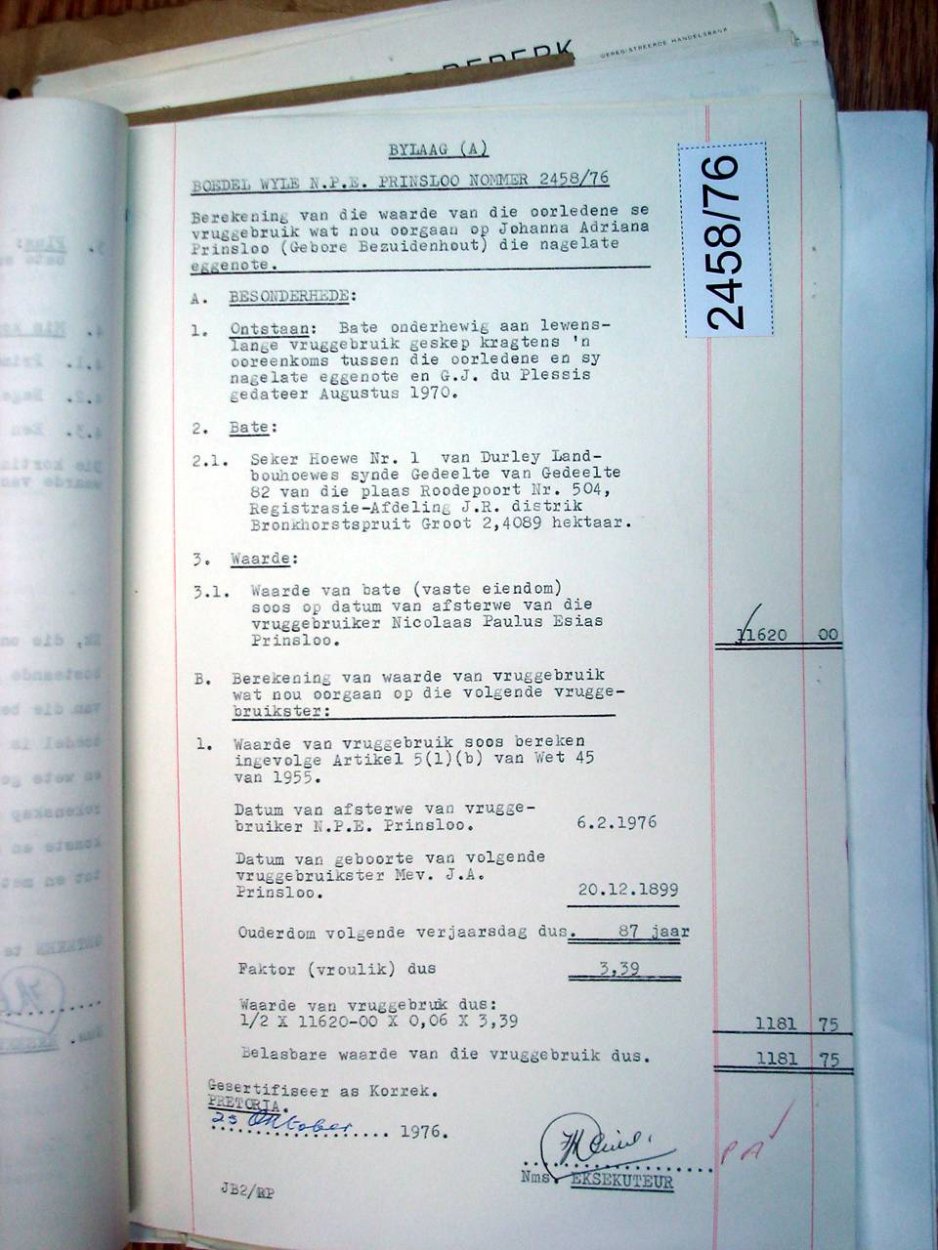 BEPERK
GEREGISTREERDE HANDELSBANK
BYLAAG (A)
BOEDEL WYLE N.P.E. PRINSLOO NOMMER 2458/76
2458/76
Berekening van die waarde van die oorledene se
vruggebruik wat nou oorgaan op Johanna Adriana
Prinsloo (Gebore Bezuidenhout) die nagelate
eggenote.
A. BESONDERHEDE:
1. Ontstaan: Bate onderhewig aan lewens-
lange vruggebruik geskep kragtens 'n
ooreenkoms tussen die oorledene en sy
nagelate eggenote en G.J. du Plessis
gedateer Augustus 1970.
2. Bate:
2.1. Seker Hoewe Nr. 1 van Durley Land-
bouhoewes synde Gedeelte van Gedeelte
82 van die plaas Roodepoort Nr. 504,
Registrasie-Afdeling J.R. distrik
Bronkhorstspruit Groot 2,4089 hektaar.
3. Waarde:
3.1. Waarde van bate (vaste eiendom)
soos op datum van afsterwe van die
vruggebruiker Nicolaas Paulus Esias
Prinsloo. 11620 00
B. Berekening van waarde van vruggebruik
wat nou oorgaan op die volgende vrugge-
bruikster:
1. Waarde van vruggebruik soos bereken
ingevolge Artikel 5(1)(b) van Wet 45
van 1955.
Datum van afsterwe van vrugge-
bruiker N.P.E. Prinsloo. 6.2.1976
Datum van geboorte van volgende
vruggebruikster Mev. J.A.
Prinsloo. 20.12.1899
Ouderdom volgende verjaarsdag dus. 87 jaar
Faktor (vroulik) dus 3,39
Waarde van vruggebruk dus:
1/2 X 11620-00 X 0,06 X 3,39 1181 75
Belasbare waarde van die vruggebruik dus. 1181 75
Gesertifiseer as Korrek.
PRETORIA.
25 Oktober 1976.
Nms. EKSEKUTEUR
PA
JB2/RP